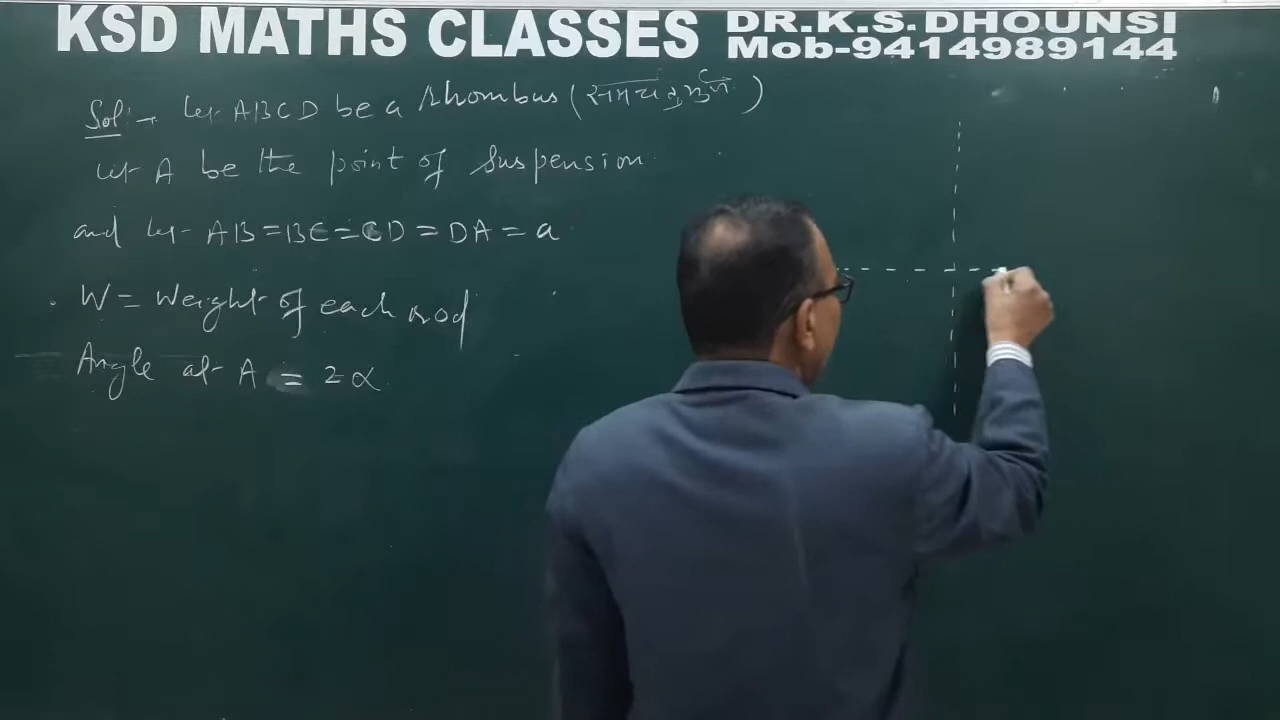 KSD MATHS CLASSES
DR.K.S.DHOUNSI
Mob-9414989144
Sol:- Let ABCD be a Rhombus (समचतुर्भुज)
Let A be the point of Suspension.
and let AB=BC=CD=DA=a
W = Weight of each rod
Angle at A = 2α